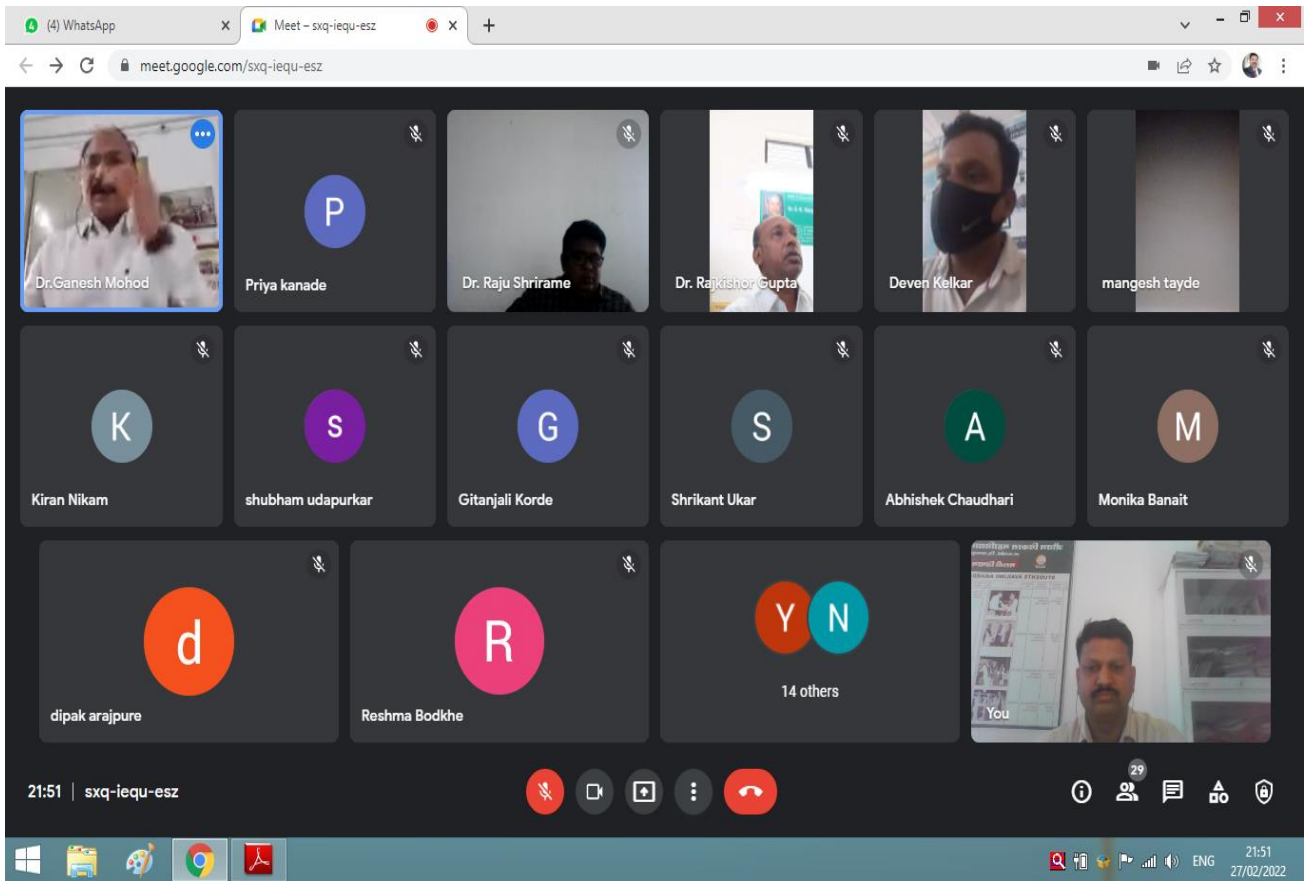 (4) WhatsApp
Meet – sxq-iequ-esz
meet.google.com/sxq-iequ-esz
Dr.Ganesh Mohod
P
Priya kanade
Dr. Raju Shrirame
Dr. Rajkishor Gupta
Deven Kelkar
mangesh tayde
K
Kiran Nikam
s
shubham udapurkar
G
Gitanjali Korde
S
Shrikant Ukar
A
Abhishek Chaudhari
M
Monika Banait
d
dipak arajpure
R
Reshma Bodkhe
Y N
14 others
You
21:51 | sxq-iequ-esz
29
ENG
21:51
27/02/2022